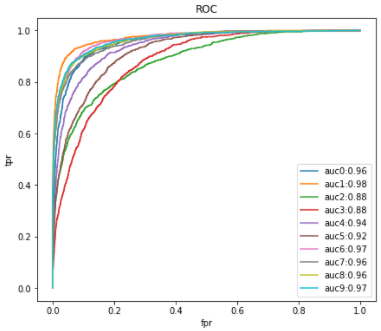 ROC
tpr
1.0
0.8
0.6
0.4
0.2
0.0
auc0:0.96
auc1:0.98
auc2:0.88
auc3:0.88
auc4:0.94
auc5:0.92
auc6:0.97
auc7:0.96
auc8:0.96
auc9:0.97
0.0 0.2 0.4 0.6 0.8 1.0
fpr